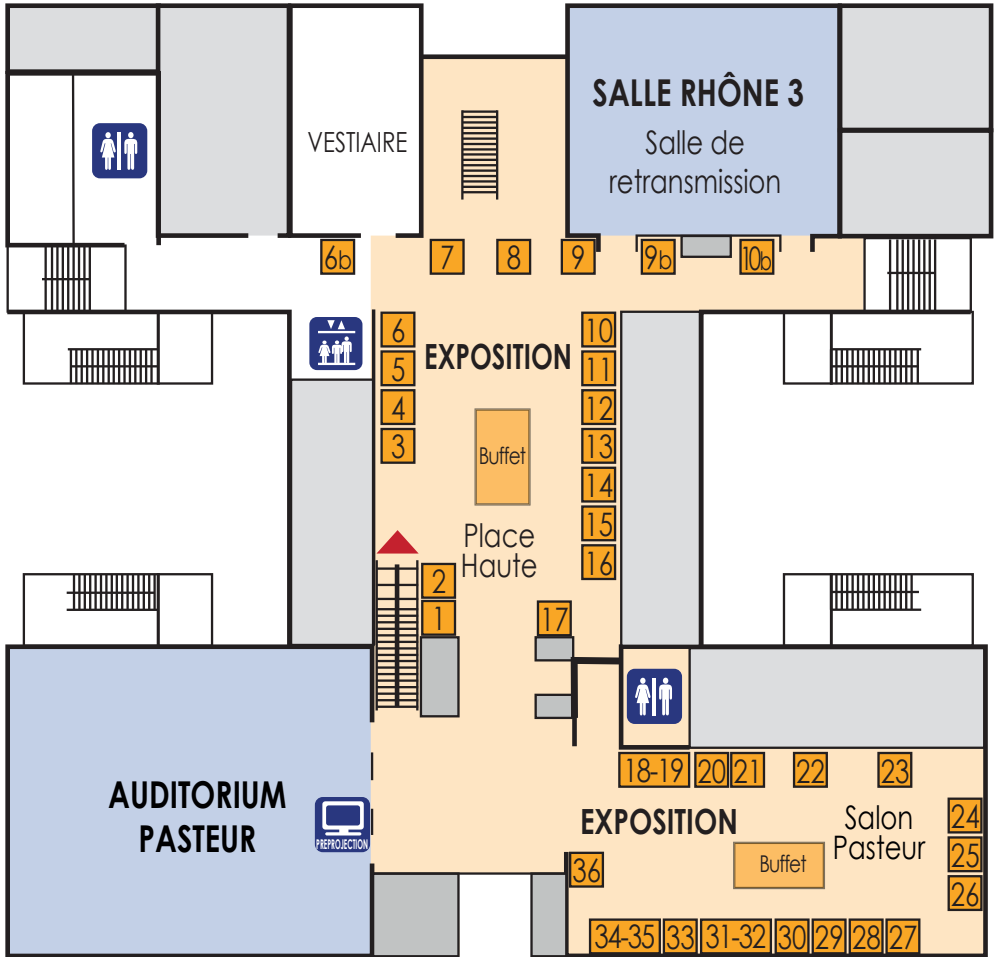 SALLE RHÔNE 3
Salle de
retransmission
VESTIAIRE
6b
7
8
9
9b
10b
6
5
4
3
EXPOSITION
10
11
12
13
14
15
16
Buffet
Place
Haute
2
1
17
AUDITORIUM
PASTEUR
PREPROJECTION
18-19
20
21
22
23
EXPOSITION
Salon
Pasteur
24
25
26
Buffet
36
34-35
33
31-32
30
29
28
27